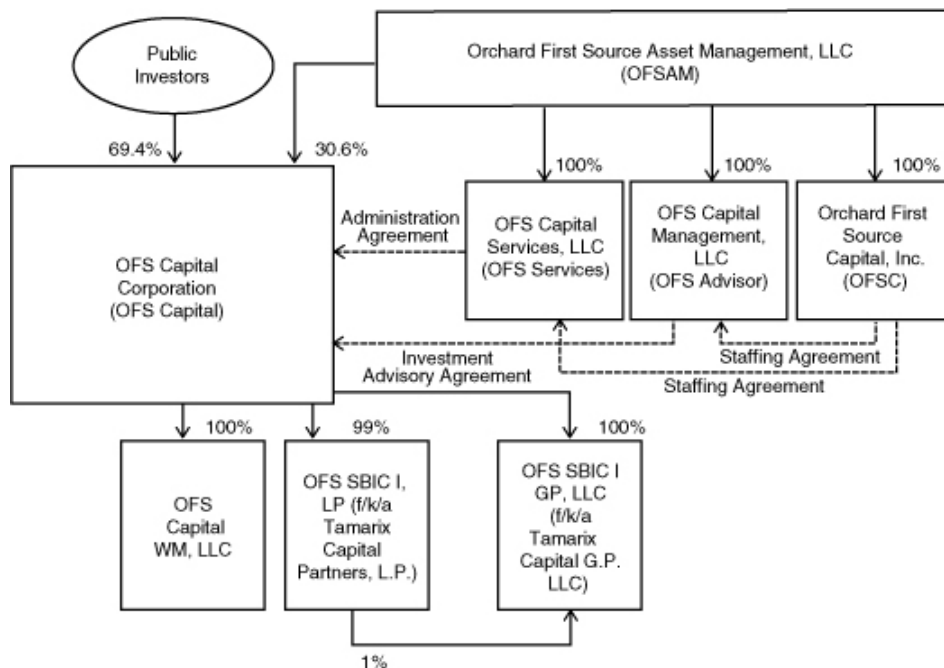 Public
Investors
Orchard First Source Asset Management, LLC
(OFSAM)
69.4%
30.6%
100%
100%
100%
OFS Capital
Corporation
(OFS Capital)
Administration
Agreement
OFS Capital
Services, LLC
(OFS Services)
OFS Capital
Management,
LLC
(OFS Advisor)
Orchard First
Source
Capital, Inc.
(OFSC)
Investment
Advisory Agreement
Staffing Agreement
Staffing Agreement
100%
99%
100%
OFS
Capital
WM, LLC
OFS SBIC I,
LP (f/k/a
Tamarix
Capital
Partners, L.P.)
OFS SBIC I
GP, LLC
(f/k/a
Tamarix
Capital G.P.
LLC)
1%